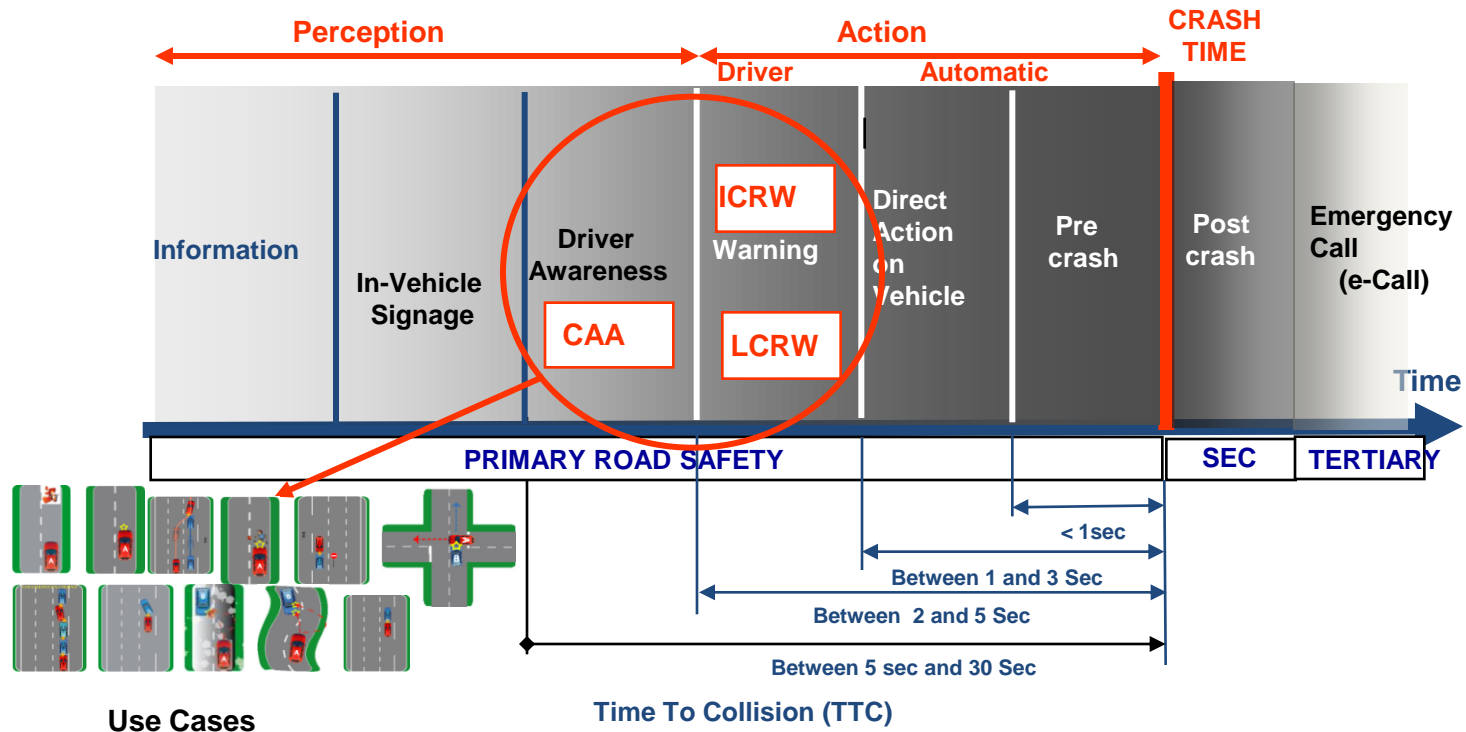 Perception
Action
CRASH
TIME
Driver
Automatic
Information
In-Vehicle
Signage
Driver
Awareness
CAA
ICRW
Warning
LCRW
Direct
Action
on
Vehicle
Pre
crash
Post
crash
Emergency
Call
(e-Call)
Time
PRIMARY ROAD SAFETY
SEC
TERTIARY
< 1sec
Between 1 and 3 Sec
Between 2 and 5 Sec
Between 5 sec and 30 Sec
Time To Collision (TTC)
Use Cases